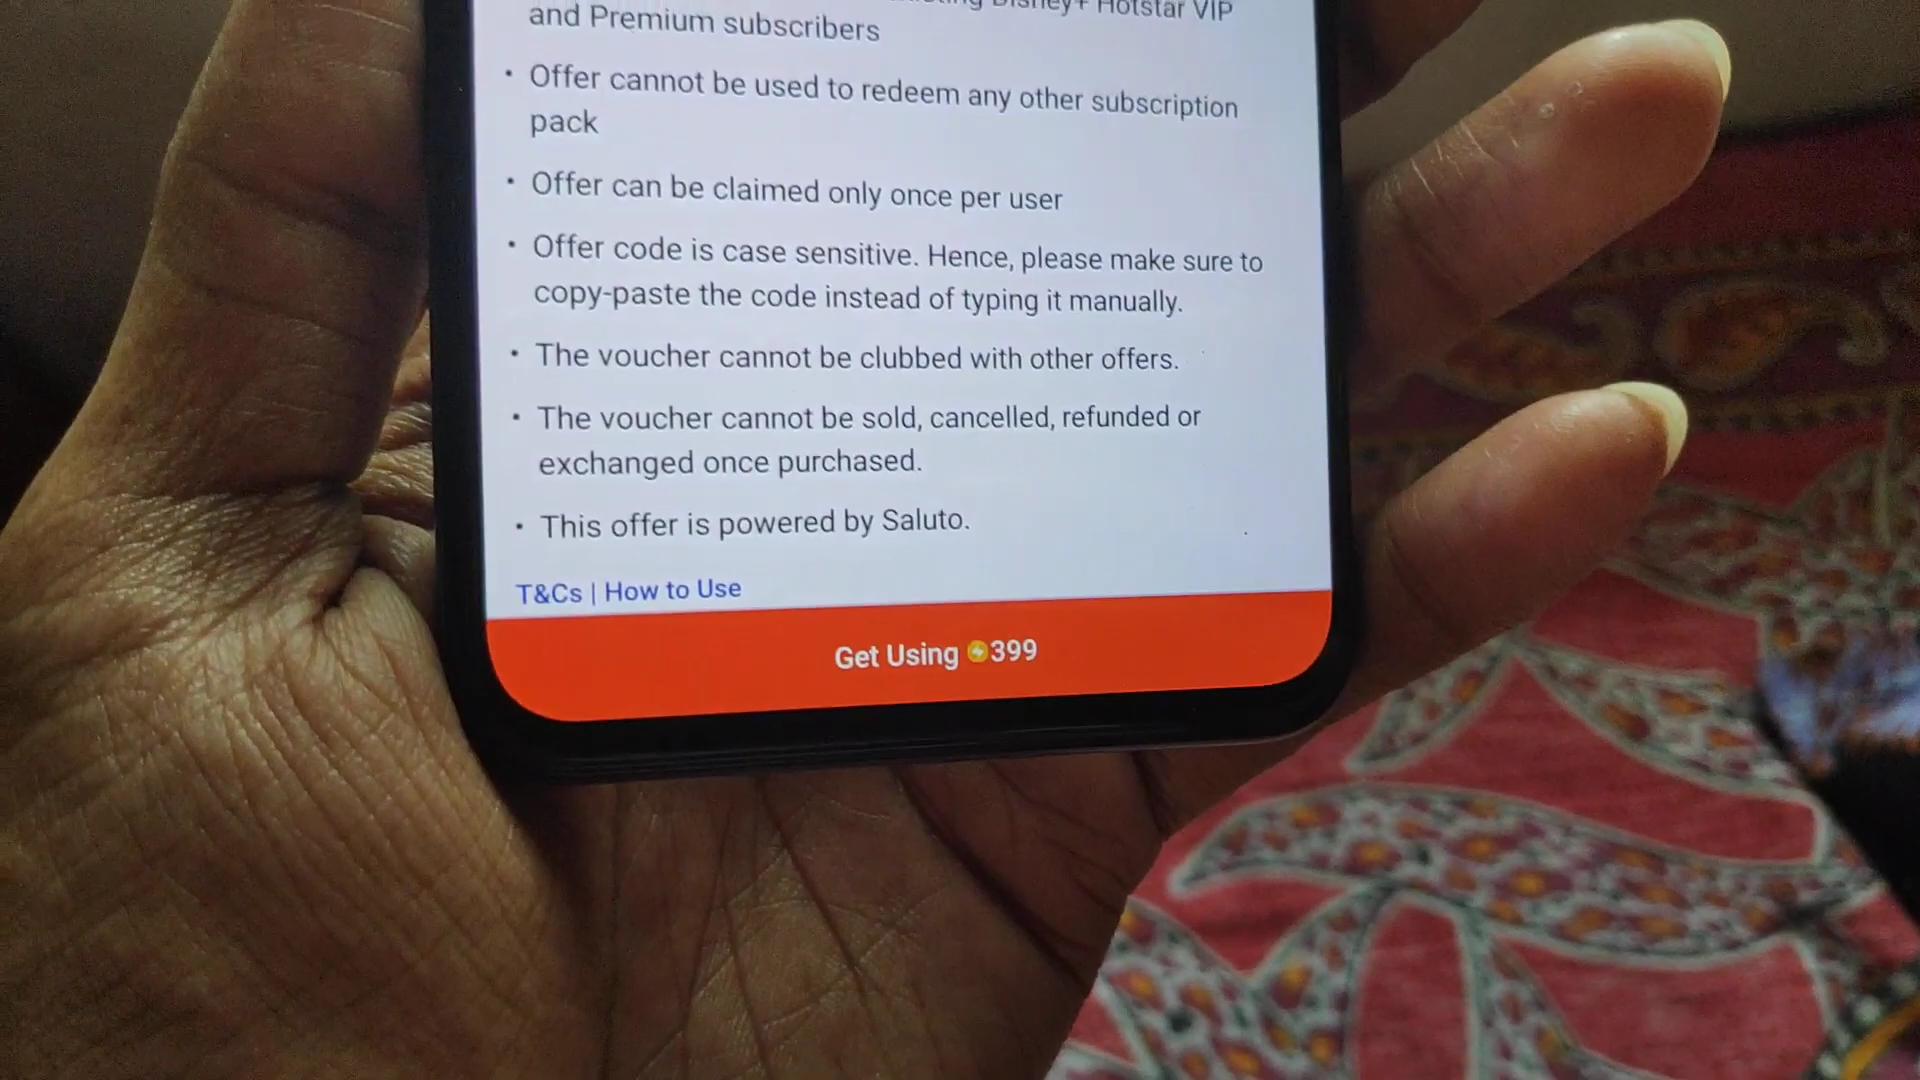 Disney+ Hotstar VIP
and Premium subscribers
• Offer cannot be used to redeem any other subscription
pack
• Offer can be claimed only once per user
• Offer code is case sensitive. Hence, please make sure to
copy-paste the code instead of typing it manually.
• The voucher cannot be clubbed with other offers.
• The voucher cannot be sold, cancelled, refunded or
exchanged once purchased.
• This offer is powered by Saluto.
T&Cs | How to Use
Get Using 399